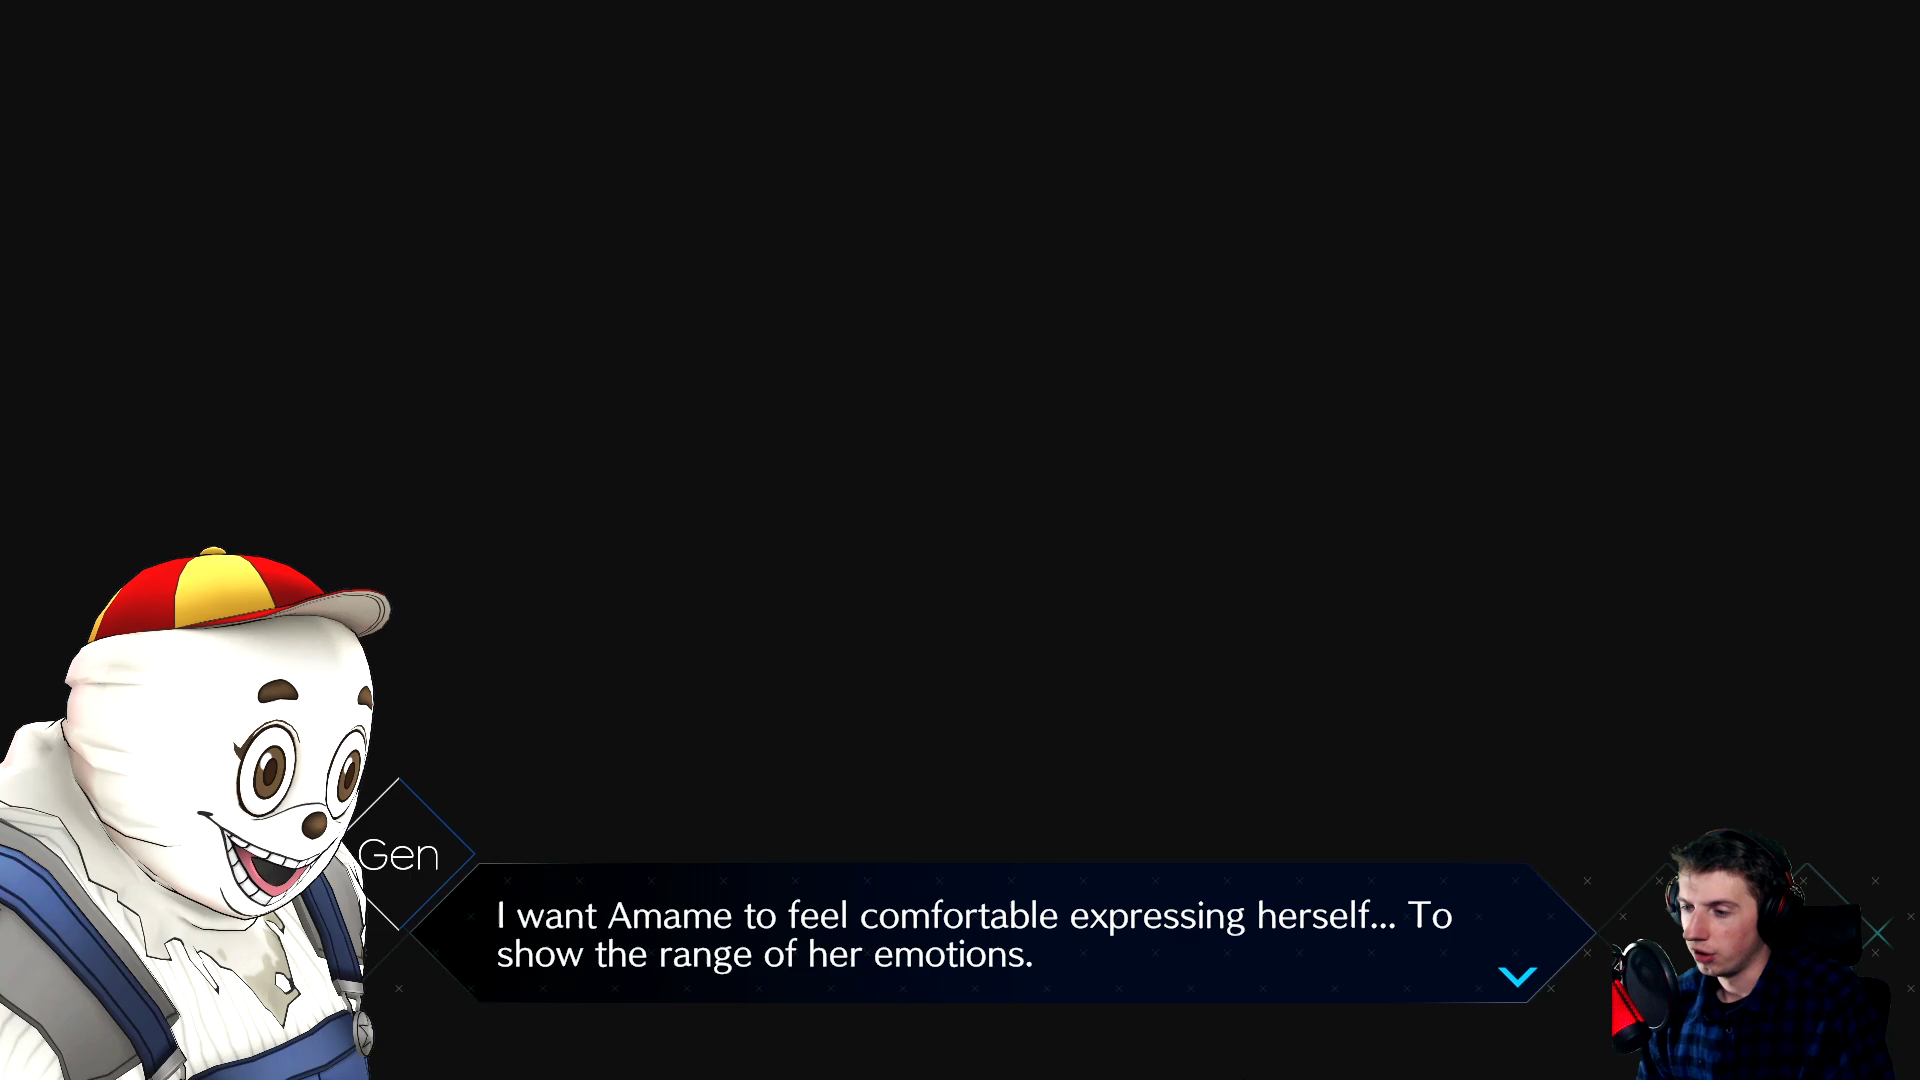 Gen
I want Amame to feel comfortable expressing herself... To
show the range of her emotions.